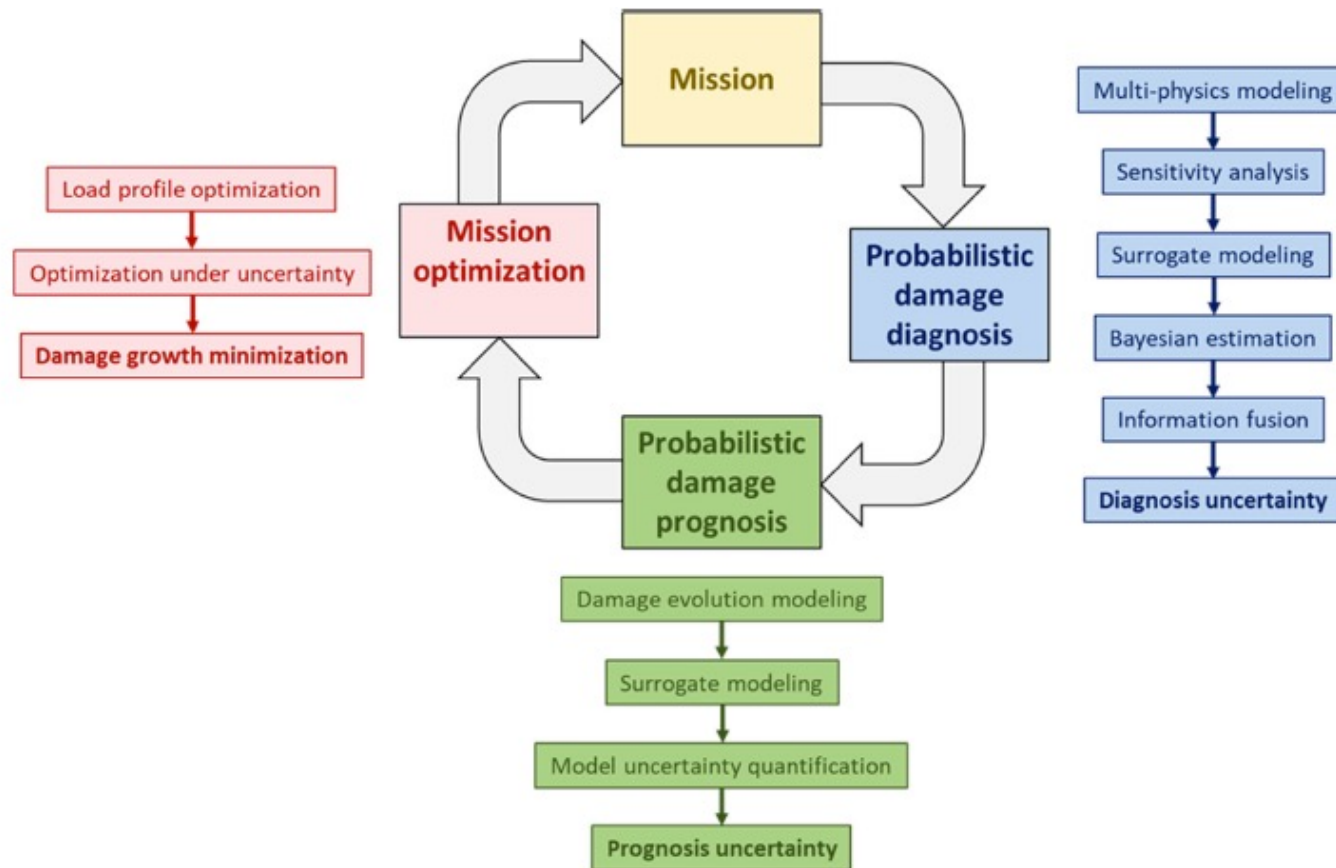 Mission
Multi-physics modeling
Sensitivity analysis
Surrogate modeling
Bayesian estimation
Information fusion
Diagnosis uncertainty
Load profile optimization
Optimization under uncertainty
Damage growth minimization
Mission
optimization
Probabilistic
damage
diagnosis
Probabilistic
damage
prognosis
Damage evolution modeling
Surrogate modeling
Model uncertainty quantification
Prognosis uncertainty